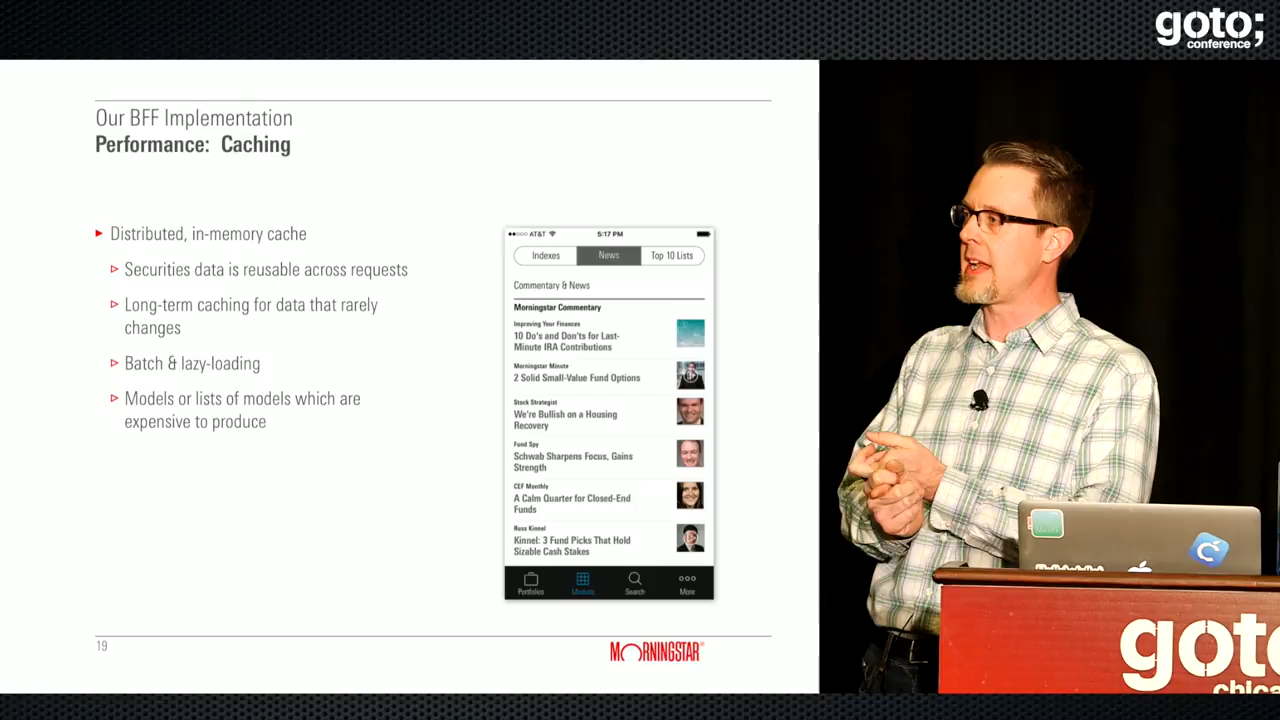 goto;
conference
Our BFF Implementation
Performance: Caching
Distributed, in-memory cache
Securities data is reusable across requests
Long-term caching for data that rarely
changes
Batch & lazy-loading
Models or lists of models which are
expensive to produce
AT&T
5:17 PM
Indexes
News
Top 10 Lists
Commentary & News
Morningstar Commentary
Improving Your Finances
10 Do's and Don'ts for Last-
Minute IRA Contributions
Morningstar Minute
2 Solid Small-Value Fund Options
Stock Strategist
We're Bullish on a Housing
Recovery
Fund Spy
Schwab Sharpens Focus, Gains
Strength
CEF Monthly
A Calm Quarter for Closed-End
Funds
Russ Kinnel
Kinnel: 3 Fund Picks That Hold
Sizable Cash Stakes
Portfolios
Markets
Search
More
19
MORNINGSTAR®
goto
chica